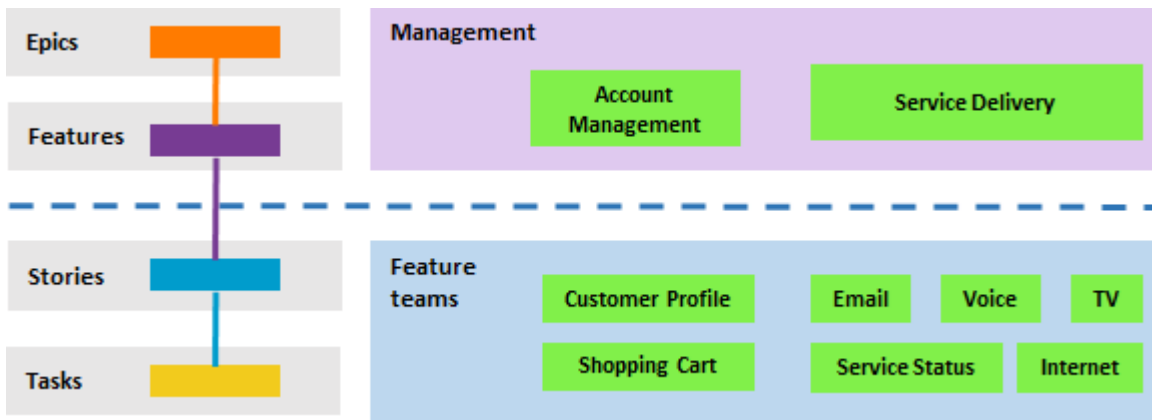 Epics
Features
Stories
Tasks
Management
Account
Management
Service Delivery
Feature
teams
Customer Profile
Email
Voice
TV
Shopping Cart
Service Status
Internet